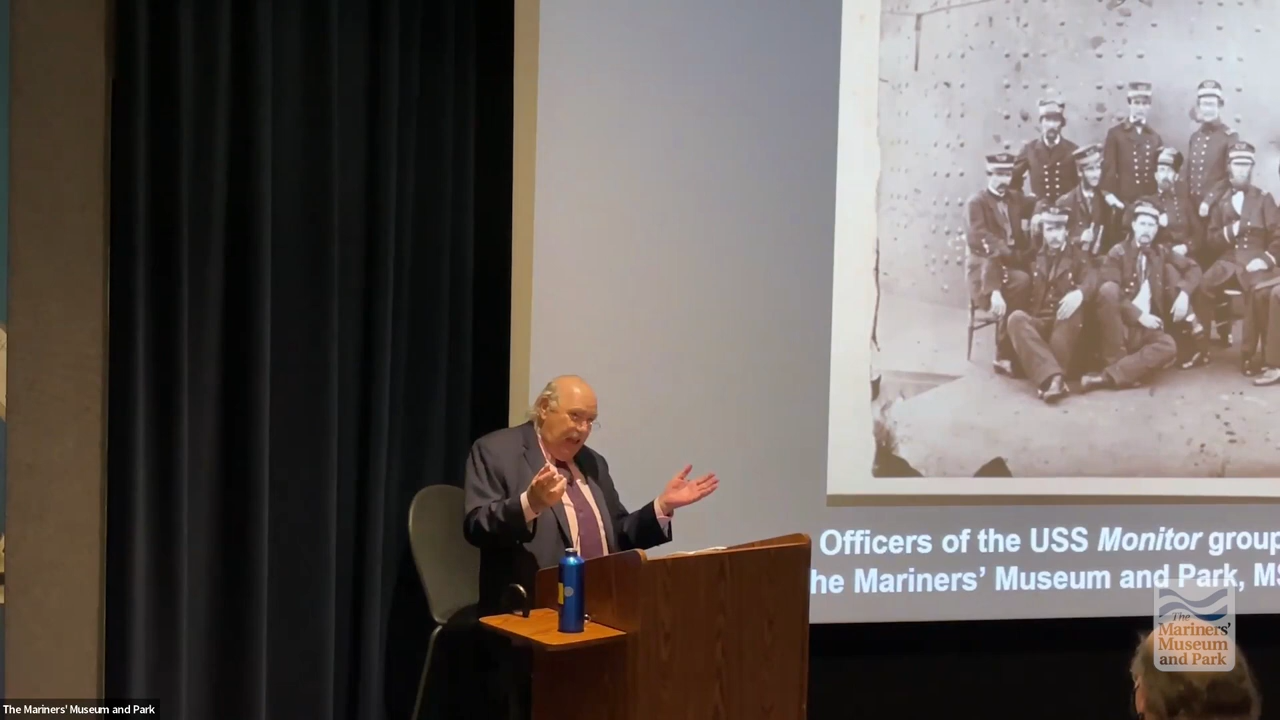 Officers of the USS Monitor group
he Mariners' Museum and Park, MS
The
Mariners'
Museum
and Park
The Mariners' Museum and Park